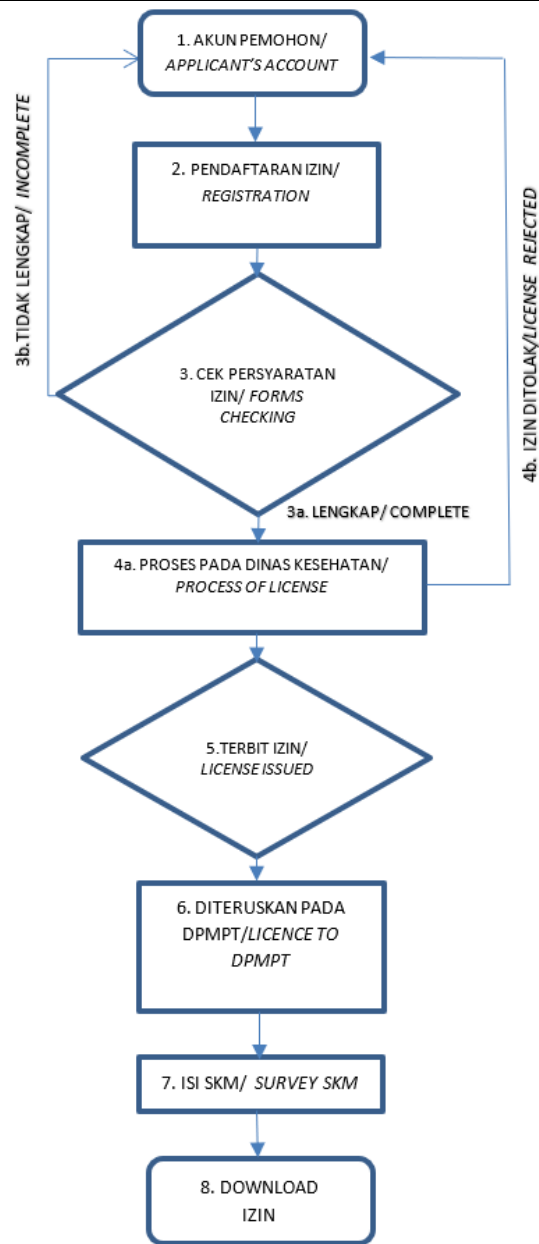 1. AKUN PEMOHON/
APPLICANT'S ACCOUNT
2. PENDAFTARAN IZIN/
REGISTRATION
3b. TIDAK LENGKAP/ INCOMPLETE
3. CEK PERSYARATAN
IZIN/ FORMS
CHECKING
4b. IZIN DITOLAK/LICENSE REJECTED
3a. LENGKAP/ COMPLETE
4a. PROSES PADA DINAS KESEHATAN/
PROCESS OF LICENSE
5.TERBIT IZIN/
LICENSE ISSUED
6. DITERUSKAN PADA
DPMPT/LICENCE TO
DPMPT
7. ISI SKM/ SURVEY SKM
8. DOWNLOAD
IZIN